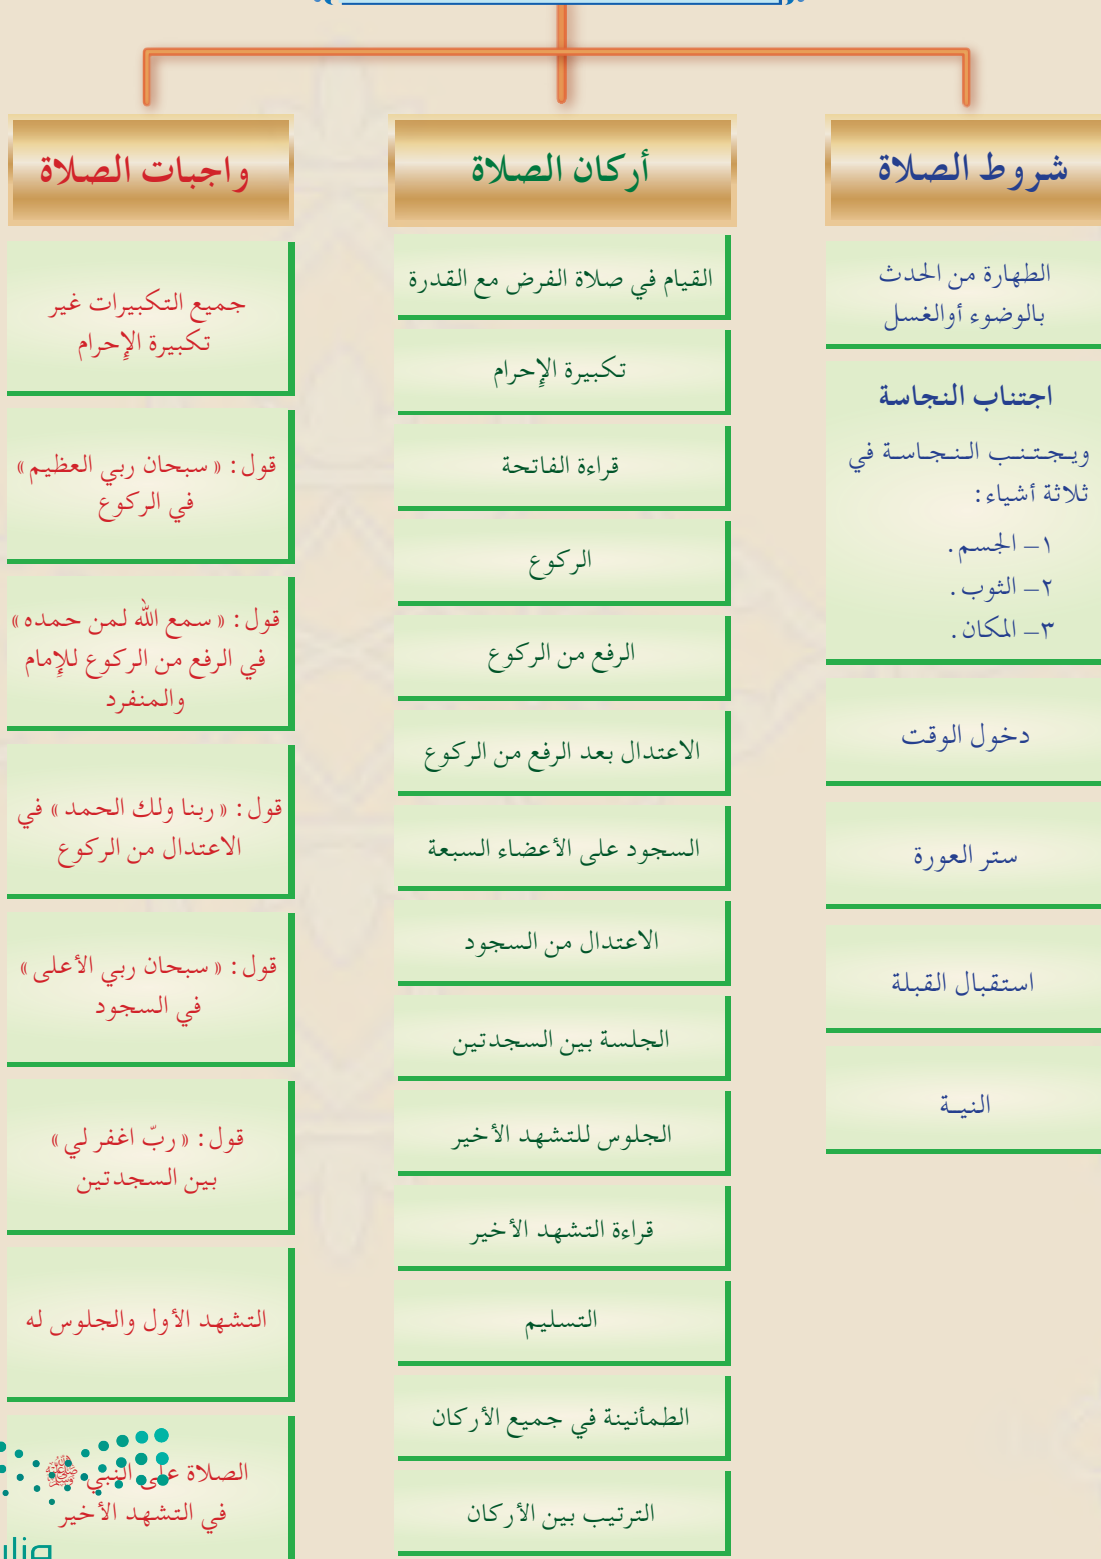 شروط الصلاة
الطهارة من الحدث
بالوضوء أوالغسل
اجتناب النجاسة
ويجتنب النجاسة في
ثلاثة أشياء:
١– الجسم.
٢– الثوب.
٣– المكان.
دخول الوقت
ستر العورة
استقبال القبلة
النية
أركان الصلاة
القيام في صلاة الفرض مع القدرة
تكبيرة الإحرام
قراءة الفاتحة
الركوع
الرفع من الركوع
الاعتدال بعد الرفع من الركوع
السجود على الأعضاء السبعة
الاعتدال من السجود
الجلسة بين السجدتين
الجلوس للتشهد الأخير
قراءة التشهد الأخير
التسليم
الطمأنينة في جميع الأركان
الترتيب بين الأركان
واجبات الصلاة
جميع التكبيرات غير
تكبيرة الإحرام
قول: «سبحان ربي العظيم»
في الركوع
قول: «سمع الله لمن حمده»
في الرفع من الركوع للإمام
والمنفرد
قول: «ربنا ولك الحمد» في
الاعتدال من الركوع
قول: «سبحان ربي الأعلى»
في السجود
قول: «ربّ اغفر لي»
بين السجدتين
التشهد الأول والجلوس له
الصلاة على النبي ﷺ
في التشهد الأخير